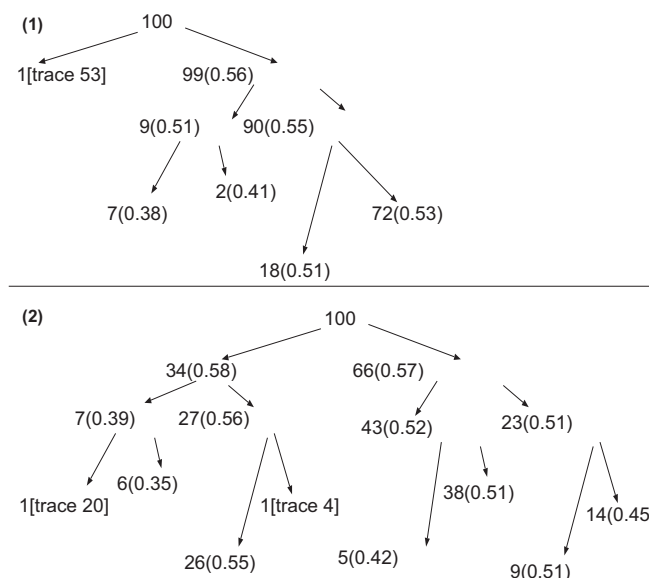 (1) 100
1[trace 53] 99(0.56)
9(0.51) 90(0.55)
7(0.38) 2(0.41) 72(0.53)
18(0.51)
(2) 100
34(0.58) 66(0.57)
7(0.39) 27(0.56) 43(0.52) 23(0.51)
1[trace 20] 6(0.35) 1[trace 4] 38(0.51) 14(0.45
26(0.55) 5(0.42) 9(0.51)